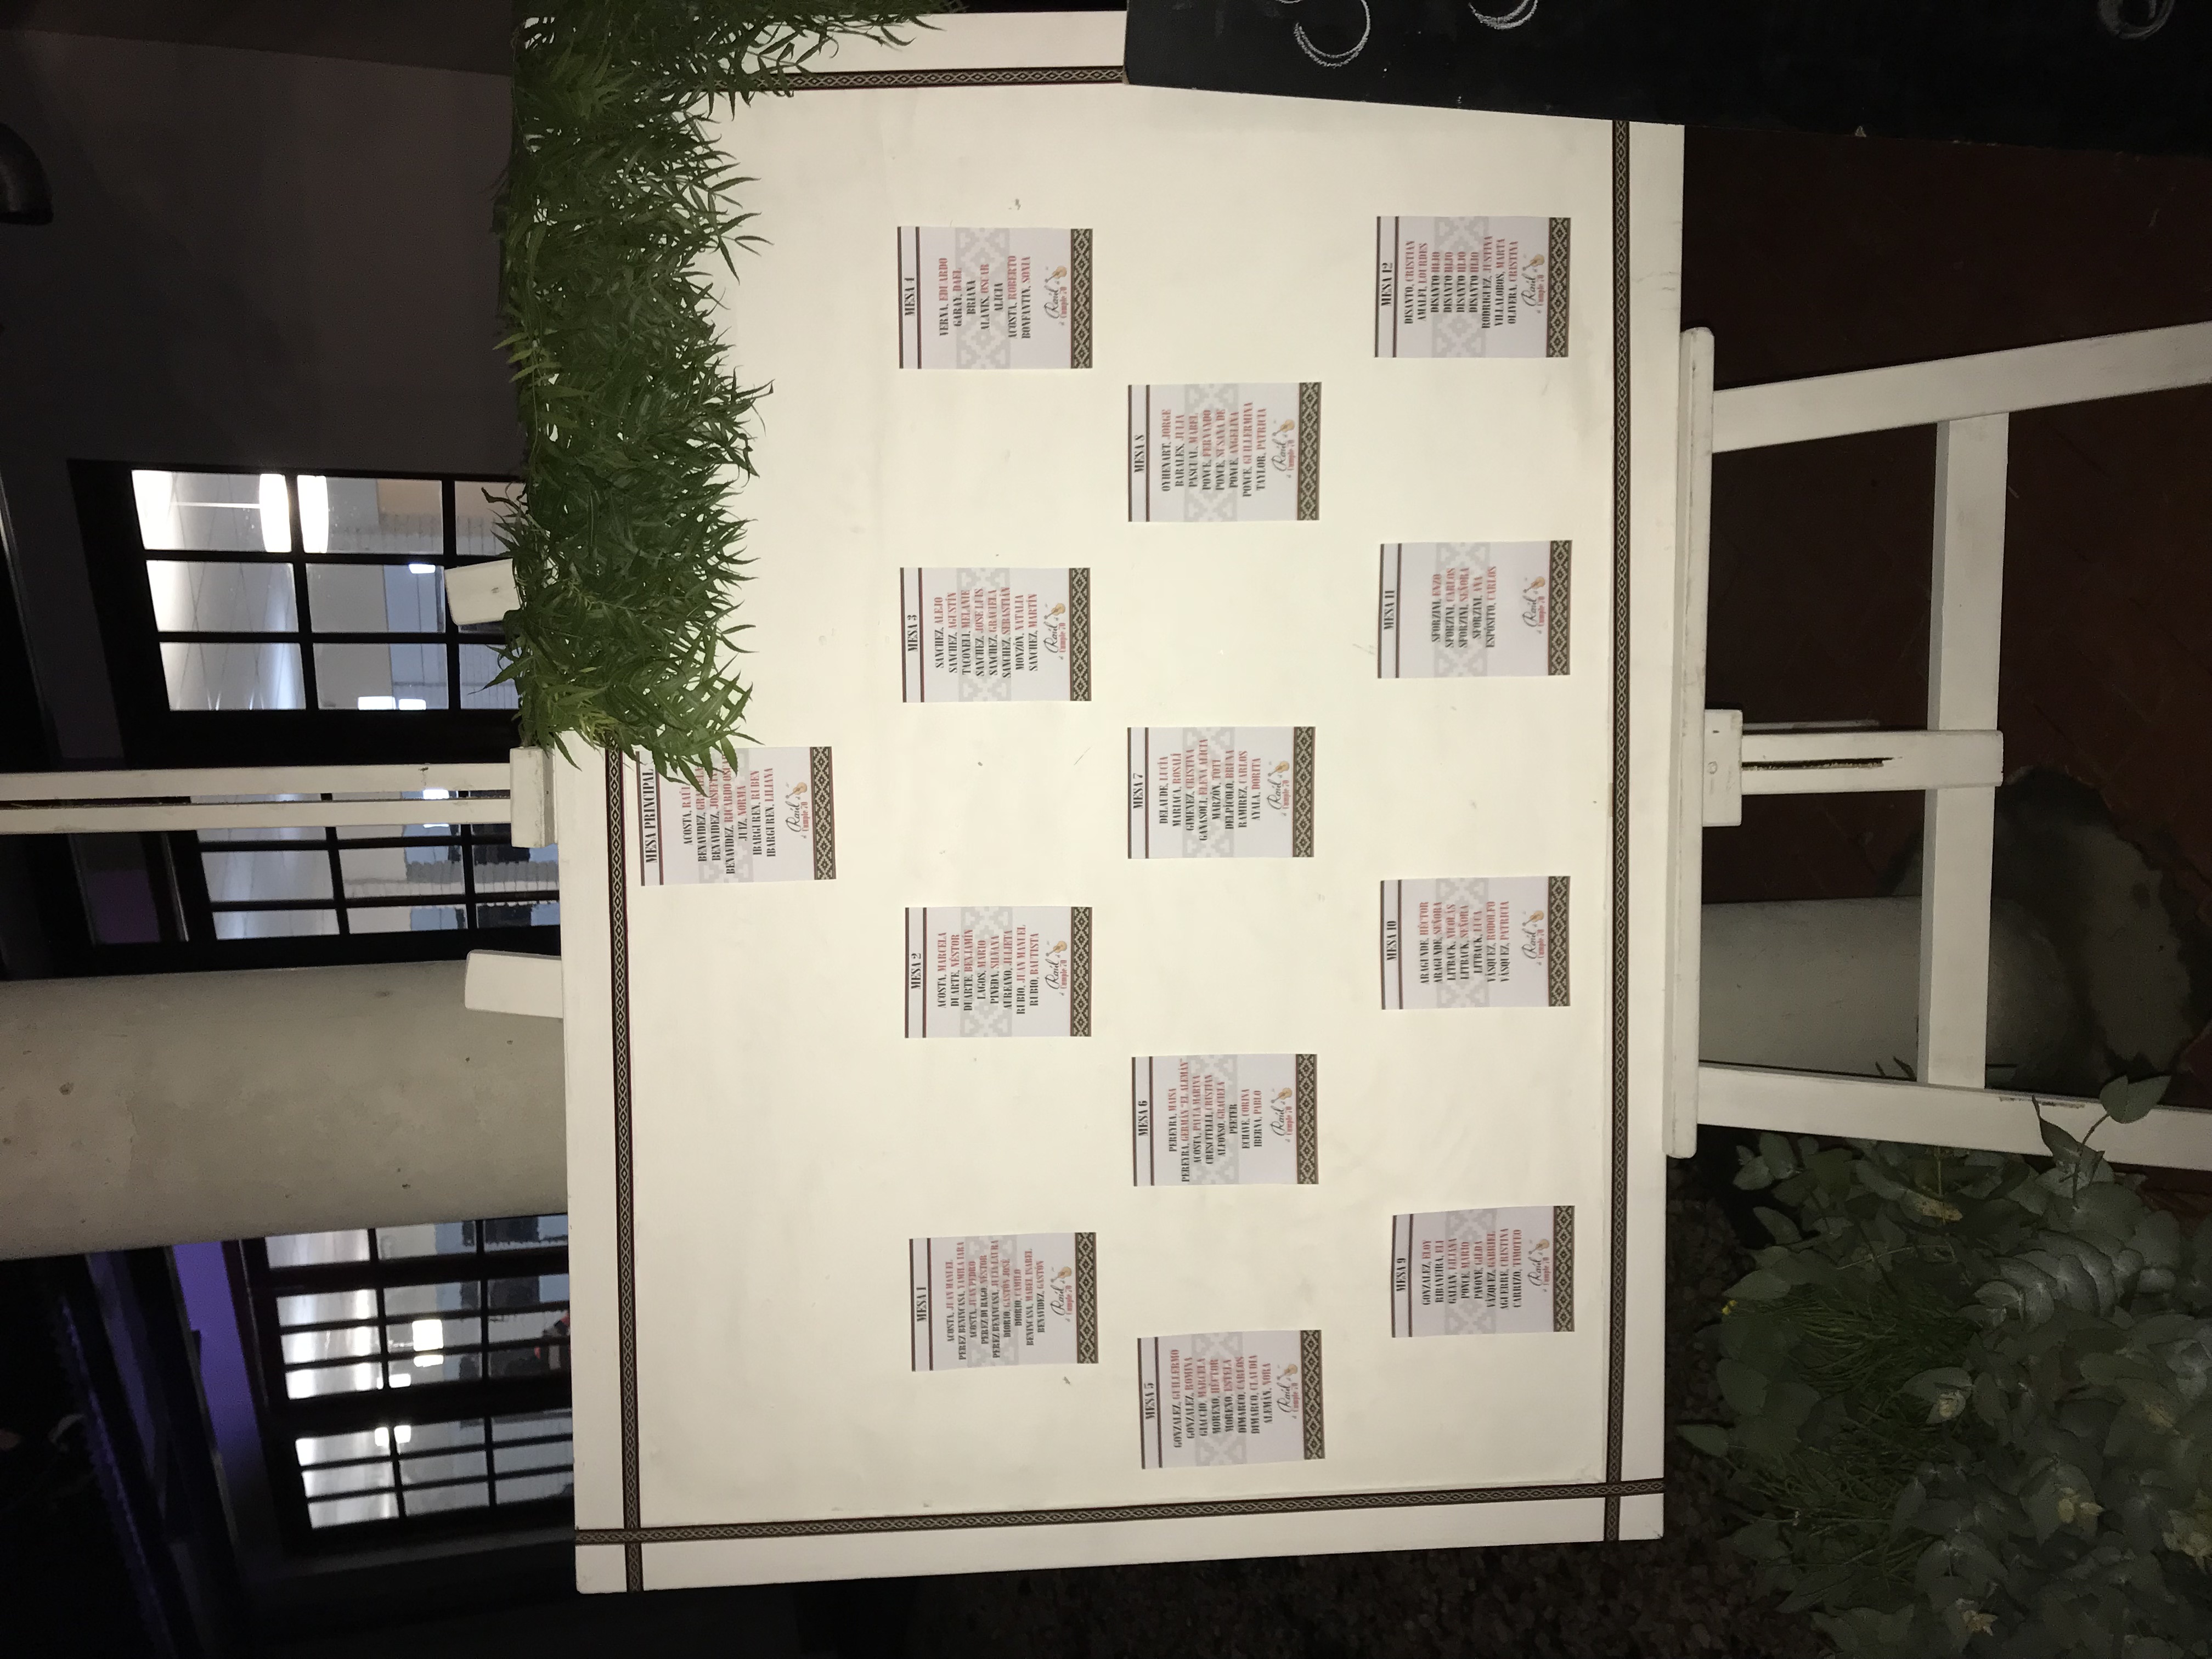 MESA PRINCIPAL
ACOSTA, RAÚL
BENAVIDEZ, GRACIELA
BENAVIDEZ, JOSEFINA
BENAVIDEZ, RICARDO OSCAR
JUIZ, NORMA
IBARGUREN, RUBEN
IBARGUREN, LILIANA
Raúl
Cumple 70
MESA 1
ACOSTA, JUAN MANUEL
PEREZ BENINCASA, YAMILA IARA
ACOSTA, JUAN PEDRO
PEREZ DI RAGO, NÉSTOR
PEREZ BENINCASA, JULIA LAURA
DIORIO, GASTÓN JOSÉ
DIORIO, CAMILO
BENINCASA, MABEL ISABEL
BENAVIDEZ, GASTÓN
Raúl
Cumple 70
MESA 2
ACOSTA, MARCELA
DUARTE, NÉSTOR
DUARTE, BENJAMÍN
LAGOS, MARIO
PINEDA, SILVANA
AUREANO, JULIETA
RUBIO, JUAN MANUEL
RUBIO, BAUTISTA
Raúl
Cumple 70
MESA 3
SANCHEZ, ALEJO
SANCHEZ, AGUSTÍN
TACONELI, MELANIE
SANCHEZ, JOSE LUIS
SANCHEZ, GRACIELA
SANCHEZ, SEBASTIÁN
MONZÓN, NATALIA
SANCHEZ, MARTÍN
Raúl
Cumple 70
MESA 4
VERNA, EDUARDO
GARAY, DAEL
BRIANA
ALANIS, OSCAR
ALICIA
ACOSTA, ROBERTO
BONFANTIN, SONIA
Raúl
Cumple 70
MESA 5
GONZALEZ, GUILLERMO
GONZALEZ, ROMINA
GIACCIO, MARCELA
MORENO, HÉCTOR
MORENO, ESTELA
DIMARCO, CARLOS
DIMARCO, CLAUDIA
ALEMÁN, NORA
Raúl
Cumple 70
MESA 6
PEREYRA, MAISA
PEREYRA, GERMÁN "EL ALEMÁN"
ACOSTA, PAULA MARINA
CRESCITELLI, CRISTIAN
ALFONSO, GRACIELA
PEETER
ECHAVE, CORINA
IBERNA, PABLO
Raúl
Cumple 70
MESA 7
DELAUDE, LUCÍA
MARIACA, ROSALÍ
GIMENEZ, CRISTINA
GANASOLI, ELENA ALICIA
MARZÓN, TOTI
DELPÍCOLO, BRUNA
RAMIREZ, CARLOS
AYALA, DORITA
Raúl
Cumple 70
MESA 8
OYHENART, JORGE
BARALES, JULIA
PASCUAL, MABEL
PONCE, FERNANDO
PONCE, SUSANA DE
PONCE, ANGELINA
PONCE, GUILLERMINA
TAYLOR, PATRICIA
Raúl
Cumple 70
MESA 9
GONZALEZ, ELOY
RIBANEIRA, ELI
GALVAN, LILIANA
PONCE, MARIO
PAVONE, GILDA
VÁZQUEZ, GABRIEL
AGUERRE, CRISTINA
CARRIZO, TIMOTEO
Raúl
Cumple 70
MESA 10
ARAGUNDE, HÉCTOR
ARAGUNDE, SEÑORA
LITBACK, NICOLÁS
LITBACK, SEÑORA
LITBACK, LUCA
VÁSQUEZ, RODOLFO
VÁSQUEZ, PATRICIA
Raúl
Cumple 70
MESA 11
SFORZINI, ENZO
SFORZINI, CARLOS
SFORZINI, SEÑORA
SFORZINI, ANA
ESPÓSITO, CARLOS
Raúl
Cumple 70
MESA 12
DISANTO, CRISTIAN
AMALFI, LOURDES
DISANTO HIJO
DISANTO HIJO
DISANTO HIJO
DISANTO HIJO
RODRIGUEZ, JUSTINA
VILLALOBOS, MARTA
OLIVERA, CRISTINA
Raúl
Cumple 70